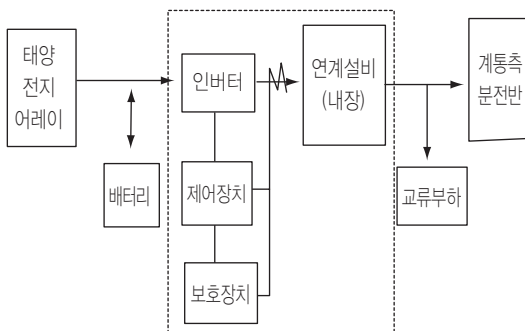 태양
전지
어레이
인버터
연계설비
(내장)
계통측
분전반
배터리
제어장치
교류부하
보호장치